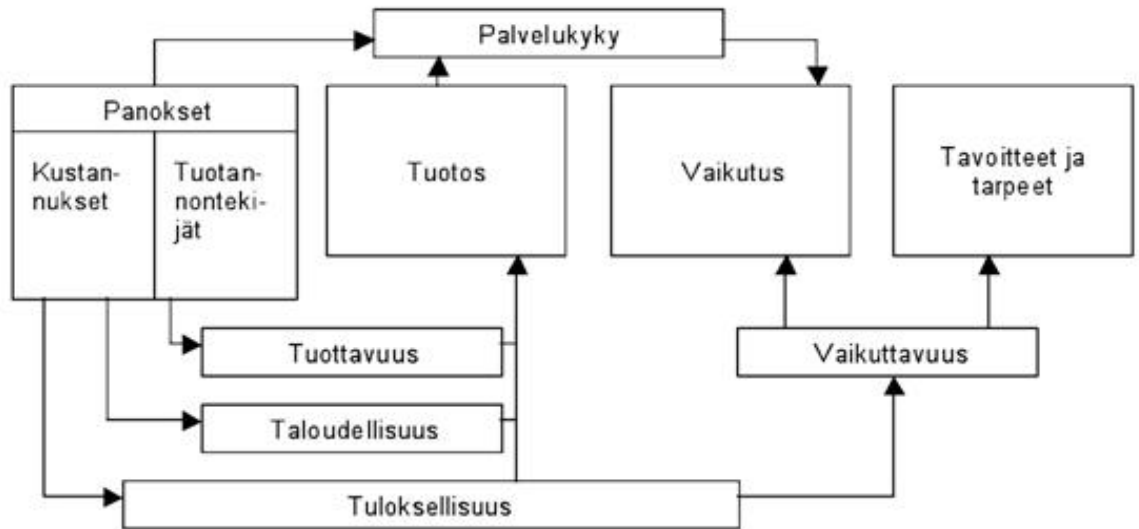 Palvelukyky
Panokset
Kustan-
nukset
Tuotan-
nonteki-
jät
Tuotos
Vaikutus
Tavoitteet ja
tarpeet
Tuottavuus
Vaikuttavuus
Taloudellisuus
Tuloksellisuus